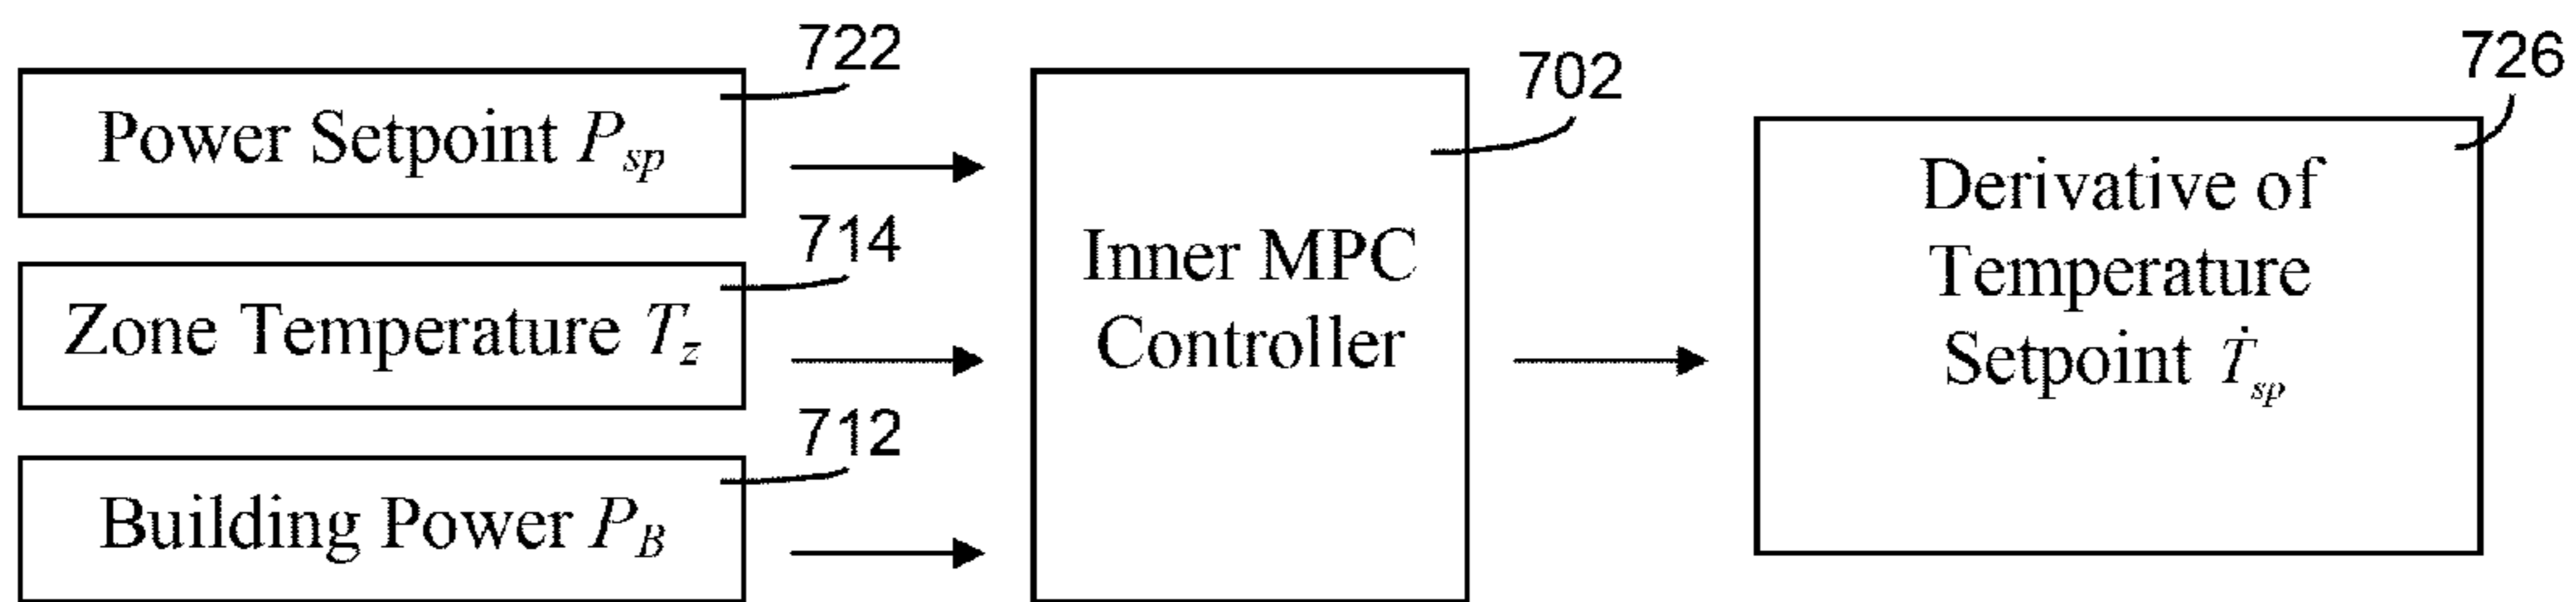 722
Power Setpoint P_sp
714
Zone Temperature T_z
712
Building Power P_B
702
Inner MPC
Controller
726
Derivative of
Temperature
Setpoint Ṫ_sp